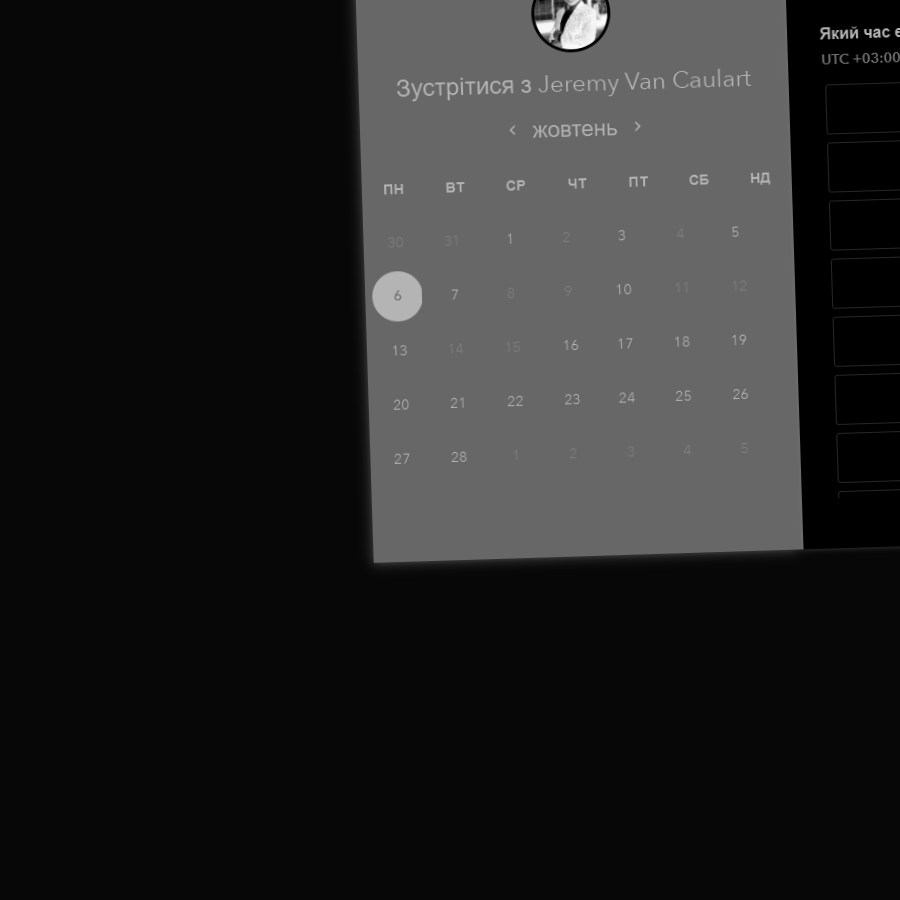 Зустрітися з Jeremy Van Caulart
‹ жовтень ›
ПН ВТ СР ЧТ ПТ СБ НД
30 31 1 2 3 4 5
6 7 8 9 10 11 12
13 14 15 16 17 18 19
20 21 22 23 24 25 26
27 28 1 2 3 4 5
Який час
UTC +03:00